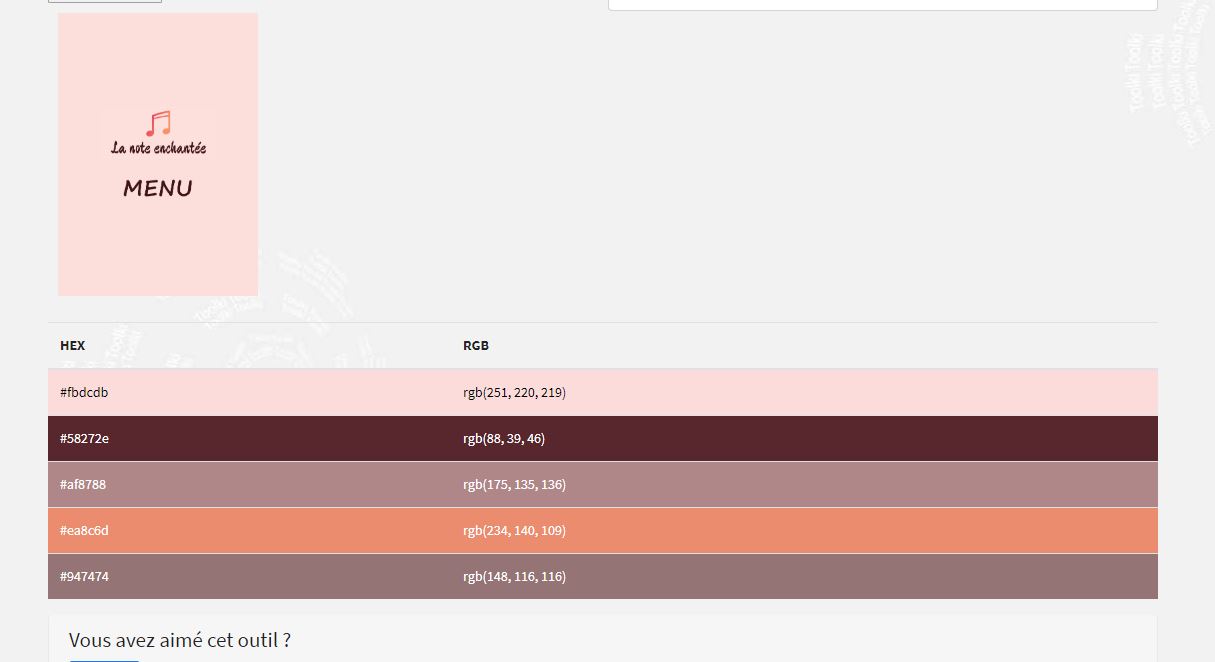 La note enchantée
MENU
HEX RGB
#fbdcdb rgb(251, 220, 219)
#58272e rgb(88, 39, 46)
#af8788 rgb(175, 135, 136)
#ea8c6d rgb(234, 140, 109)
#947474 rgb(148, 116, 116)
Vous avez aimé cet outil ?